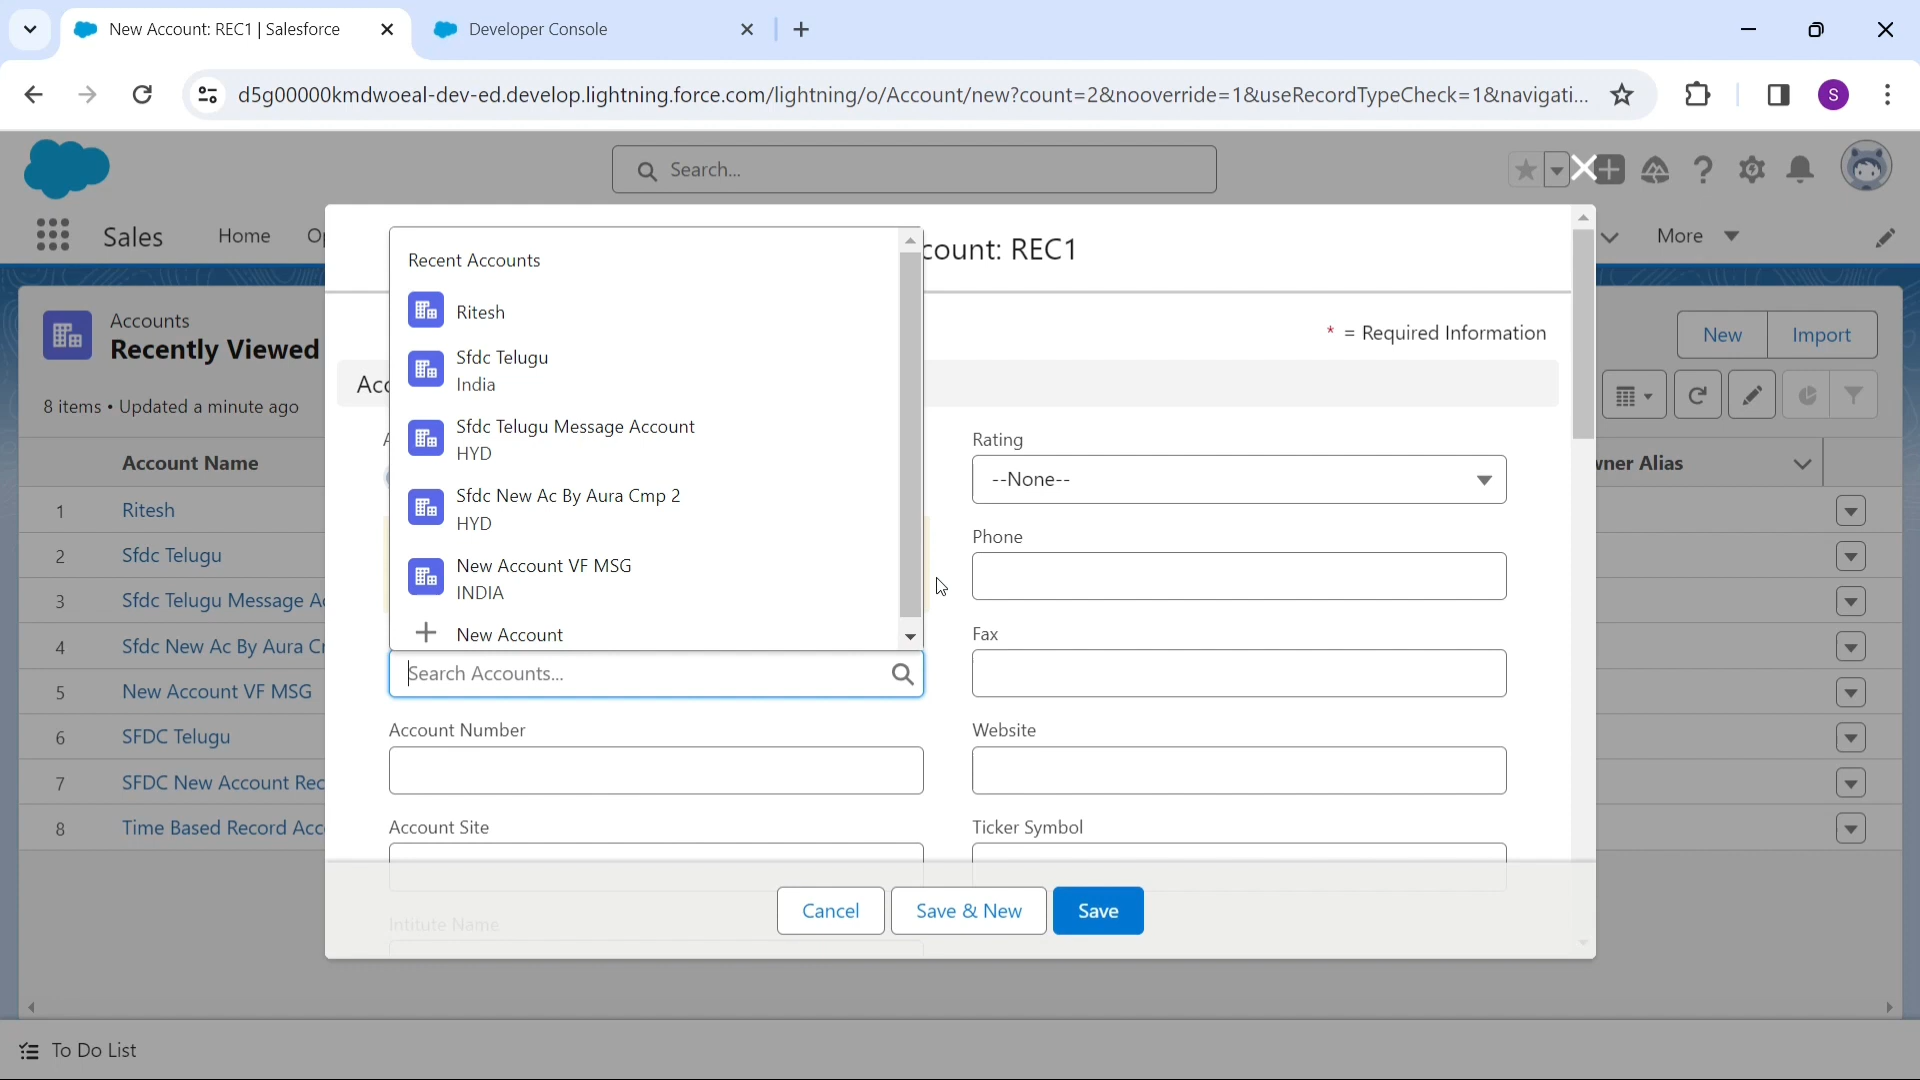 New Account: REC1 | Salesforce
Developer Console
d5g00000kmdwoeal-dev-ed.develop.lightning.force.com/lightning/o/Account/new?count=2&nooverride=1&useRecordTypeCheck=1&navigati...
S
Search...
Sales
Home
More
Accounts
Recently Viewed
8 items • Updated a minute ago
New
Import
Account Name
1 Ritesh
2 Sfdc Telugu
3 Sfdc Telugu Message
4 Sfdc New Ac By Aura
5 New Account VF MSG
6 SFDC Telugu
7 SFDC New Account
8 Time Based Record
Alias
count: REC1
* = Required Information
Recent Accounts
Ritesh
Sfdc Telugu
India
Sfdc Telugu Message Account
HYD
Sfdc New Ac By Aura Cmp 2
HYD
New Account VF MSG
INDIA
New Account
Search Accounts...
Account Number
Account Site
Intitute Name
Rating
--None--
Phone
Fax
Website
Ticker Symbol
Cancel
Save & New
Save
To Do List